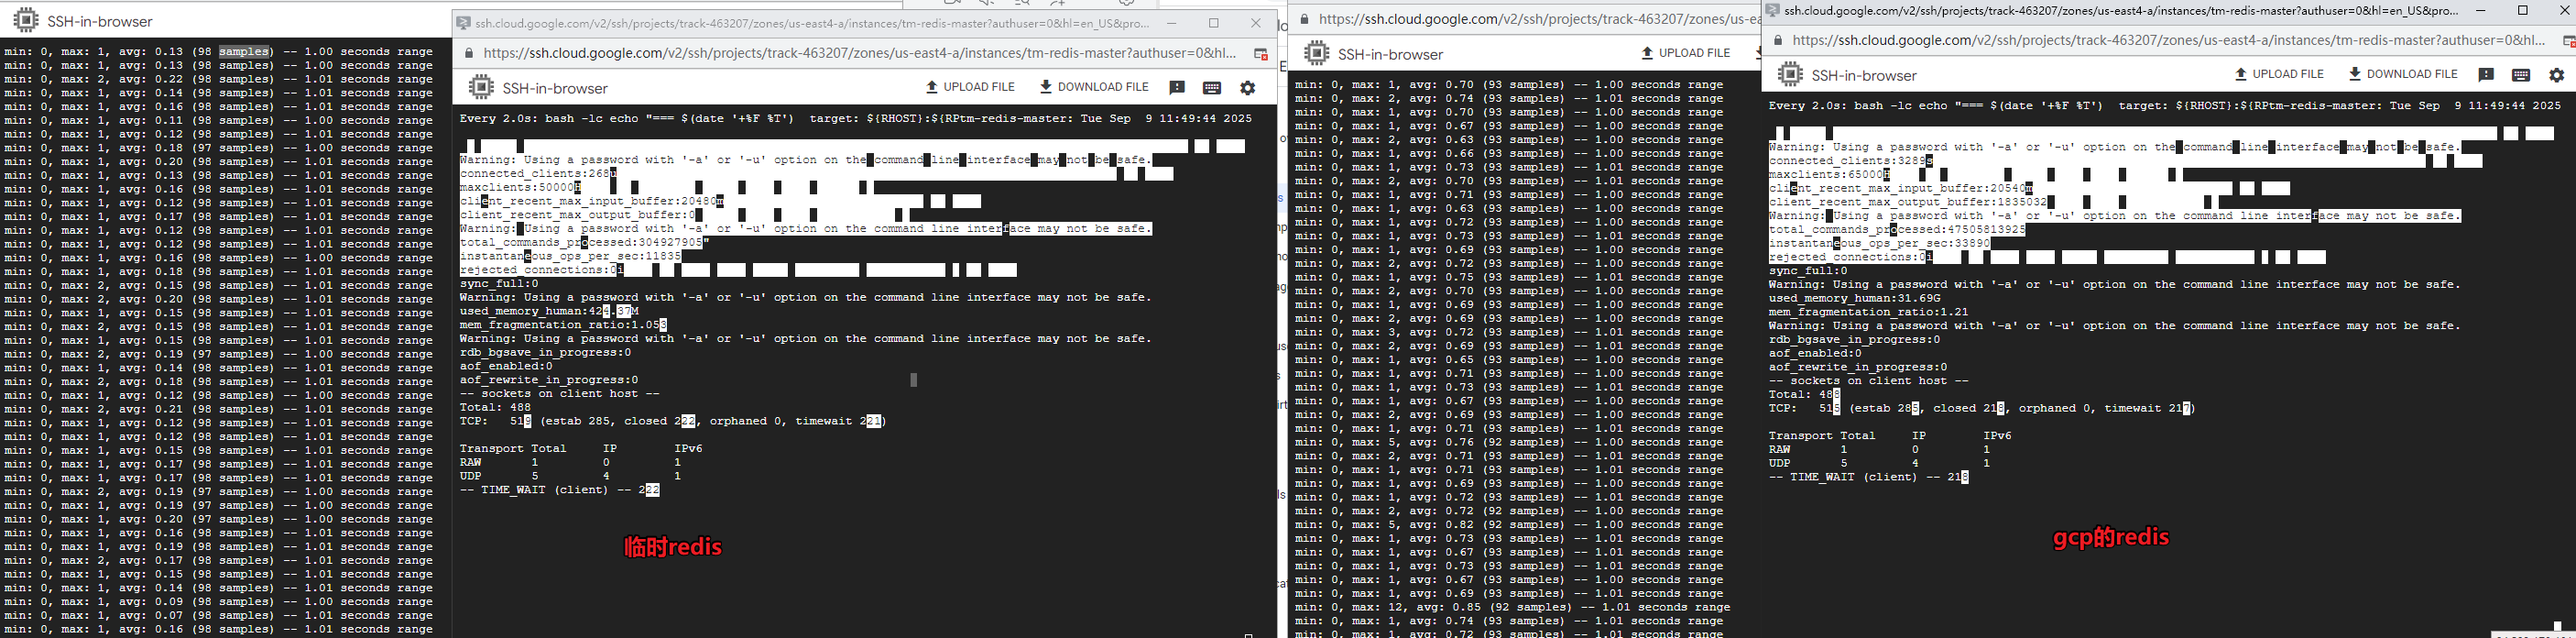 SSH-in-browser
min: 0, max: 1, avg: 0.13 (98 samples) -- 1.00 seconds range
min: 0, max: 1, avg: 0.13 (98 samples) -- 1.00 seconds range
min: 0, max: 2, avg: 0.22 (98 samples) -- 1.01 seconds range
min: 0, max: 1, avg: 0.14 (98 samples) -- 1.01 seconds range
min: 0, max: 1, avg: 0.16 (98 samples) -- 1.01 seconds range
min: 0, max: 1, avg: 0.11 (98 samples) -- 1.00 seconds range
min: 0, max: 1, avg: 0.12 (98 samples) -- 1.01 seconds range
min: 0, max: 1, avg: 0.18 (97 samples) -- 1.00 seconds range
min: 0, max: 1, avg: 0.20 (98 samples) -- 1.01 seconds range
min: 0, max: 1, avg: 0.13 (98 samples) -- 1.01 seconds range
min: 0, max: 1, avg: 0.16 (98 samples) -- 1.01 seconds range
min: 0, max: 1, avg: 0.12 (98 samples) -- 1.00 seconds range
min: 0, max: 1, avg: 0.17 (98 samples) -- 1.01 seconds range
min: 0, max: 1, avg: 0.12 (98 samples) -- 1.01 seconds range
min: 0, max: 1, avg: 0.12 (98 samples) -- 1.00 seconds range
min: 0, max: 1, avg: 0.16 (98 samples) -- 1.00 seconds range
min: 0, max: 1, avg: 0.18 (98 samples) -- 1.01 seconds range
min: 0, max: 2, avg: 0.15 (98 samples) -- 1.01 seconds range
min: 0, max: 2, avg: 0.20 (98 samples) -- 1.01 seconds range
min: 0, max: 1, avg: 0.15 (98 samples) -- 1.01 seconds range
min: 0, max: 2, avg: 0.15 (98 samples) -- 1.01 seconds range
min: 0, max: 1, avg: 0.15 (98 samples) -- 1.01 seconds range
min: 0, max: 2, avg: 0.19 (97 samples) -- 1.00 seconds range
min: 0, max: 1, avg: 0.14 (98 samples) -- 1.01 seconds range
min: 0, max: 2, avg: 0.18 (98 samples) -- 1.01 seconds range
min: 0, max: 1, avg: 0.12 (98 samples) -- 1.00 seconds range
min: 0, max: 2, avg: 0.21 (98 samples) -- 1.01 seconds range
min: 0, max: 1, avg: 0.12 (98 samples) -- 1.01 seconds range
min: 0, max: 1, avg: 0.12 (98 samples) -- 1.01 seconds range
min: 0, max: 1, avg: 0.15 (98 samples) -- 1.01 seconds range
min: 0, max: 1, avg: 0.17 (98 samples) -- 1.01 seconds range
min: 0, max: 1, avg: 0.17 (98 samples) -- 1.01 seconds range
min: 0, max: 2, avg: 0.19 (97 samples) -- 1.00 seconds range
min: 0, max: 1, avg: 0.19 (97 samples) -- 1.00 seconds range
min: 0, max: 1, avg: 0.20 (97 samples) -- 1.01 seconds range
min: 0, max: 1, avg: 0.16 (98 samples) -- 1.01 seconds range
min: 0, max: 1, avg: 0.19 (98 samples) -- 1.01 seconds range
min: 0, max: 2, avg: 0.17 (98 samples) -- 1.01 seconds range
min: 0, max: 1, avg: 0.15 (98 samples) -- 1.01 seconds range
min: 0, max: 1, avg: 0.14 (98 samples) -- 1.01 seconds range
min: 0, max: 1, avg: 0.09 (98 samples) -- 1.00 seconds range
min: 0, max: 1, avg: 0.07 (98 samples) -- 1.01 seconds range
min: 0, max: 1, avg: 0.16 (98 samples) -- 1.01 seconds range
ssh.cloud.google.com/v2/ssh/projects/track-463207/zones/us-east4-a/instances/tm-redis-master?authuser=0&hl=en_US&pro...
https://ssh.cloud.google.com/v2/ssh/projects/track-463207/zones/us-east4-a/instances/tm-redis-master?authuser=0&hl...
SSH-in-browser
UPLOAD FILE
DOWNLOAD FILE
Every 2.0s: bash -lc echo "=== $(date '+%F %T')  target: ${RHOST}:${RPtm-redis-master: Tue Sep  9 11:49:44 2025
Warning: Using a password with '-a' or '-u' option on the command line interface may not be safe.
connected_clients:268u
maxclients:50000H
client_recent_max_input_buffer:20480m
client_recent_max_output_buffer:0
Warning: Using a password with '-a' or '-u' option on the command line interface may not be safe.
total_commands_processed:304927905"
instantaneous_ops_per_sec:11835
rejected_connections:0i
sync_full:0
Warning: Using a password with '-a' or '-u' option on the command line interface may not be safe.
used_memory_human:424.37M
mem_fragmentation_ratio:1.053
Warning: Using a password with '-a' or '-u' option on the command line interface may not be safe.
rdb_bgsave_in_progress:0
aof_enabled:0
aof_rewrite_in_progress:0
-- sockets on client host --
Total: 488
TCP:   519 (estab 285, closed 222, orphaned 0, timewait 221)
Transport Total     IP        IPv6
RAW       1         0         1
UDP       5         4         1
-- TIME_WAIT (client) -- 222
临时redis
https://ssh.cloud.google.com/v2/ssh/projects/track-463207/zones/us-ea
SSH-in-browser
UPLOAD FILE
min: 0, max: 1, avg: 0.70 (93 samples) -- 1.00 seconds range
min: 0, max: 2, avg: 0.74 (93 samples) -- 1.01 seconds range
min: 0, max: 1, avg: 0.70 (93 samples) -- 1.00 seconds range
min: 0, max: 1, avg: 0.67 (93 samples) -- 1.01 seconds range
min: 0, max: 2, avg: 0.63 (93 samples) -- 1.01 seconds range
min: 0, max: 1, avg: 0.66 (93 samples) -- 1.01 seconds range
min: 0, max: 1, avg: 0.73 (93 samples) -- 1.01 seconds range
min: 0, max: 2, avg: 0.70 (93 samples) -- 1.01 seconds range
min: 0, max: 1, avg: 0.71 (93 samples) -- 1.01 seconds range
min: 0, max: 1, avg: 0.63 (93 samples) -- 1.00 seconds range
min: 0, max: 1, avg: 0.72 (93 samples) -- 1.00 seconds range
min: 0, max: 1, avg: 0.73 (93 samples) -- 1.01 seconds range
min: 0, max: 1, avg: 0.69 (93 samples) -- 1.00 seconds range
min: 0, max: 2, avg: 0.72 (93 samples) -- 1.01 seconds range
min: 0, max: 1, avg: 0.75 (93 samples) -- 1.01 seconds range
min: 0, max: 2, avg: 0.70 (93 samples) -- 1.00 seconds range
min: 0, max: 1, avg: 0.69 (93 samples) -- 1.01 seconds range
min: 0, max: 2, avg: 0.69 (93 samples) -- 1.01 seconds range
min: 0, max: 3, avg: 0.72 (93 samples) -- 1.01 seconds range
min: 0, max: 2, avg: 0.69 (93 samples) -- 1.00 seconds range
min: 0, max: 1, avg: 0.65 (93 samples) -- 1.01 seconds range
min: 0, max: 1, avg: 0.71 (93 samples) -- 1.00 seconds range
min: 0, max: 1, avg: 0.73 (93 samples) -- 1.01 seconds range
min: 0, max: 1, avg: 0.67 (93 samples) -- 1.00 seconds range
min: 0, max: 2, avg: 0.69 (93 samples) -- 1.01 seconds range
min: 0, max: 1, avg: 0.71 (93 samples) -- 1.01 seconds range
min: 0, max: 5, avg: 0.76 (92 samples) -- 1.00 seconds range
min: 0, max: 2, avg: 0.71 (93 samples) -- 1.01 seconds range
min: 0, max: 1, avg: 0.71 (93 samples) -- 1.01 seconds range
min: 0, max: 1, avg: 0.69 (93 samples) -- 1.00 seconds range
min: 0, max: 1, avg: 0.72 (93 samples) -- 1.01 seconds range
min: 0, max: 2, avg: 0.72 (92 samples) -- 1.00 seconds range
min: 0, max: 5, avg: 0.82 (92 samples) -- 1.00 seconds range
min: 0, max: 1, avg: 0.73 (93 samples) -- 1.01 seconds range
min: 0, max: 1, avg: 0.67 (93 samples) -- 1.01 seconds range
min: 0, max: 1, avg: 0.73 (93 samples) -- 1.01 seconds range
min: 0, max: 1, avg: 0.67 (93 samples) -- 1.00 seconds range
min: 0, max: 1, avg: 0.69 (93 samples) -- 1.00 seconds range
min: 0, max: 12, avg: 0.85 (92 samples) -- 1.01 seconds range
min: 0, max: 1, avg: 0.74 (93 samples) -- 1.01 seconds range
min: 0, max: 1, avg: 0.72 (93 samples) -- 1.01 seconds range
ssh.cloud.google.com/v2/ssh/projects/track-463207/zones/us-east4-a/instances/tm-redis-master?authuser=0&hl=en_US&pro...
https://ssh.cloud.google.com/v2/ssh/projects/track-463207/zones/us-east4-a/instances/tm-redis-master?authuser=0&hl...
SSH-in-browser
UPLOAD FILE
DOWNLOAD FILE
Every 2.0s: bash -lc echo "=== $(date '+%F %T')  target: ${RHOST}:${RPtm-redis-master: Tue Sep  9 11:49:44 2025
Warning: Using a password with '-a' or '-u' option on the command line interface may not be safe.
connected_clients:3289s
maxclients:65000H
client_recent_max_input_buffer:20540m
client_recent_max_output_buffer:1835032
Warning: Using a password with '-a' or '-u' option on the command line interface may not be safe.
total_commands_processed:47505813925
instantaneous_ops_per_sec:33890
rejected_connections:0i
sync_full:0
Warning: Using a password with '-a' or '-u' option on the command line interface may not be safe.
used_memory_human:31.69G
mem_fragmentation_ratio:1.21
Warning: Using a password with '-a' or '-u' option on the command line interface may not be safe.
rdb_bgsave_in_progress:0
aof_enabled:0
aof_rewrite_in_progress:0
-- sockets on client host --
Total: 488
TCP:   515 (estab 285, closed 218, orphaned 0, timewait 217)
Transport Total     IP        IPv6
RAW       1         0         1
UDP       5         4         1
-- TIME_WAIT (client) -- 218
gcp的redis